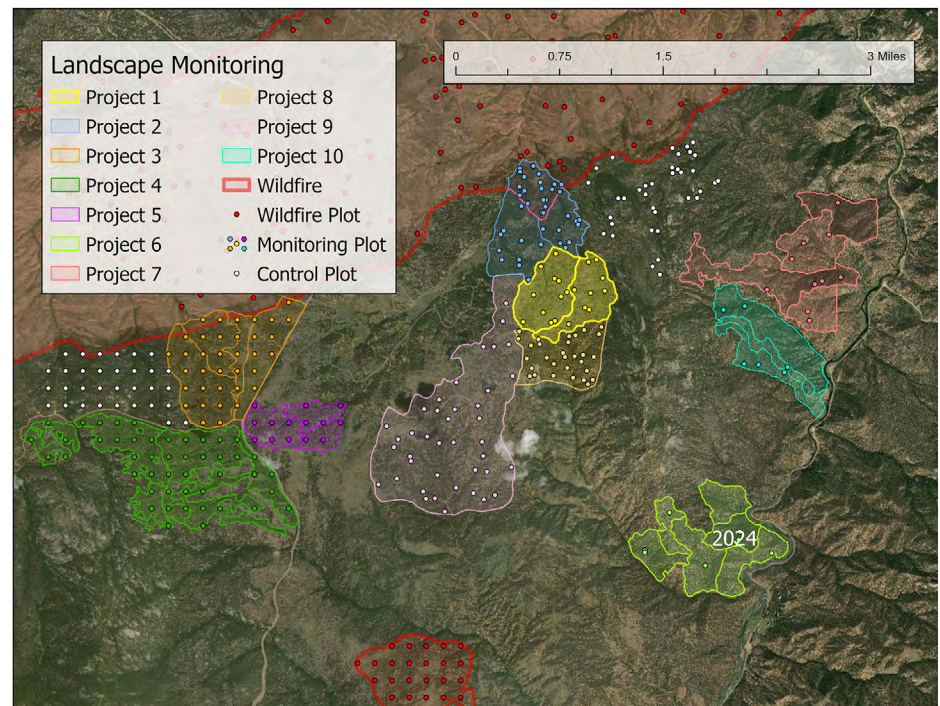 Landscape Monitoring
Project 1
Project 2
Project 3
Project 4
Project 5
Project 6
Project 7
Project 8
Project 9
Project 10
Wildfire
Wildfire Plot
Monitoring Plot
Control Plot
0 0.75 1.5 3 Miles
2024